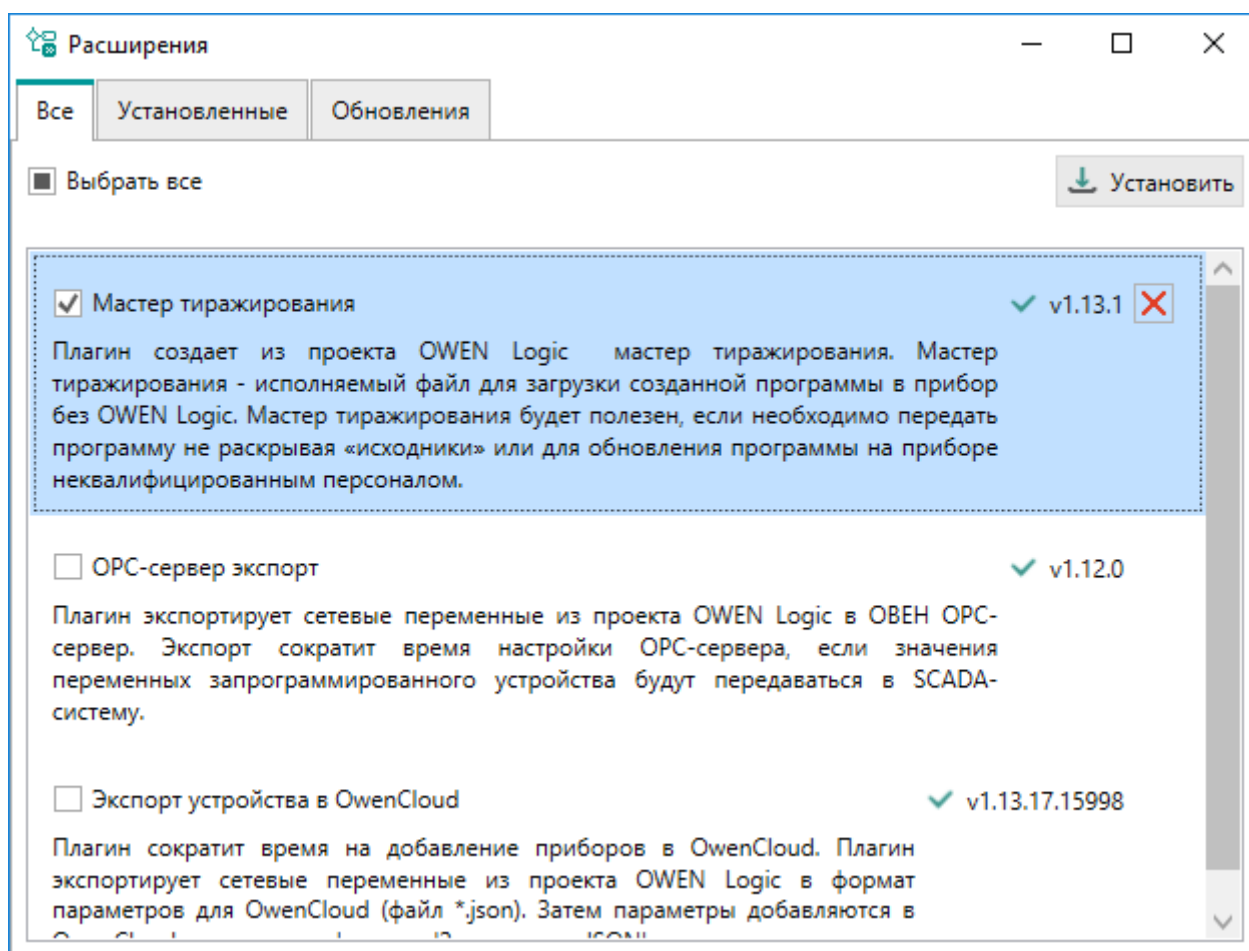 Расширения
Все Установленные Обновления
Выбрать все Установить
Мастер тиражирования v1.13.1
Плагин создает из проекта OWEN Logic мастер тиражирования. Мастер
тиражирования - исполняемый файл для загрузки созданной программы в прибор
без OWEN Logic. Мастер тиражирования будет полезен, если необходимо передать
программу не раскрывая «исходники» или для обновления программы на приборе
неквалифицированным персоналом.
OPC-сервер экспорт v1.12.0
Плагин экспортирует сетевые переменные из проекта OWEN Logic в ОВЕН OPC-
сервер. Экспорт сократит время настройки OPC-сервера, если значения
переменных запрограммированного устройства будут передаваться в SCADA-
систему.
Экспорт устройства в OwenCloud v1.13.17.15998
Плагин сократит время на добавление приборов в OwenCloud. Плагин
экспортирует сетевые переменные из проекта OWEN Logic в формат
параметров для OwenCloud (файл *.json). Затем параметры добавляются в